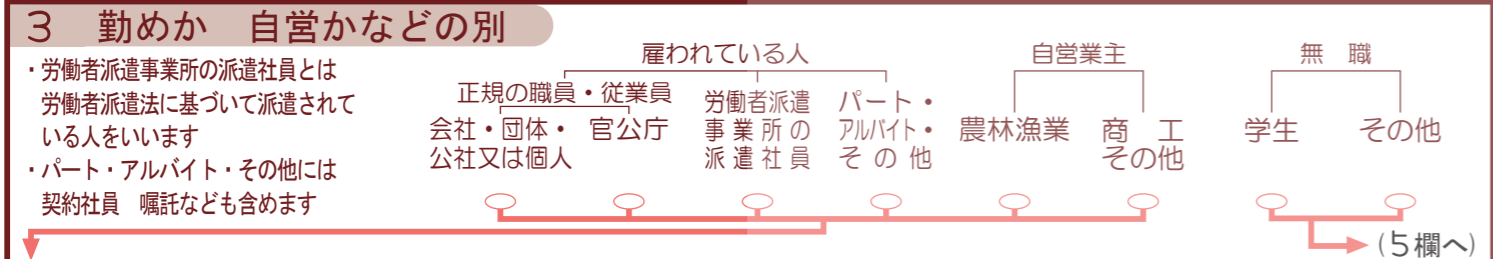 3 勤めか 自営かなどの別
・労働者派遣事業所の派遣社員とは
労働者派遣法に基づいて派遣されて
いる人をいいます
・パート・アルバイト・その他には
契約社員 嘱託なども含めます
雇われている人
正規の職員・従業員
会社・団体・
公社又は個人
官公庁
労働者派遣
事業所の
派遣社員
パート・
アルバイト・
その他
自営業主
農林漁業
商工
その他
無職
学生
その他
(5欄へ)